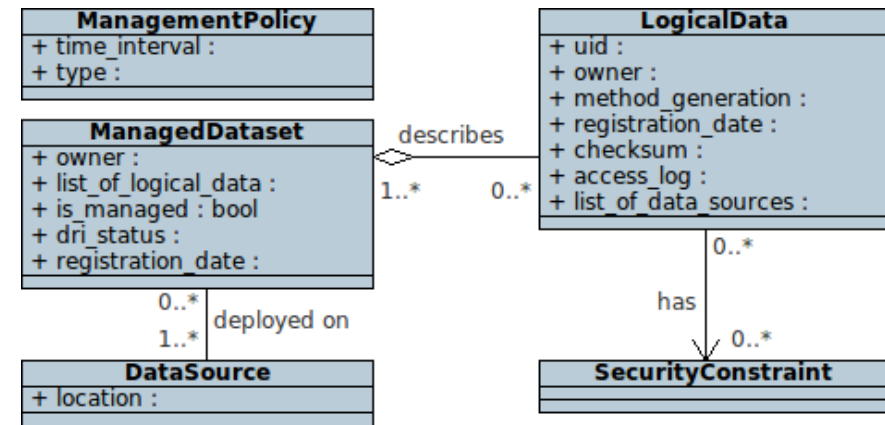 ManagementPolicy
+ time_interval :
+ type :
ManagedDataset
+ owner :
+ list_of_logical_data :
+ is_managed : bool
+ dri_status :
+ registration_date :
describes
1..*
0..*
LogicalData
+ uid :
+ owner :
+ method_generation :
+ registration_date :
+ checksum :
+ access_log :
+ list_of_data_sources :
0..*
deployed on
1..*
0..*
has
0..*
DataSource
+ location :
SecurityConstraint